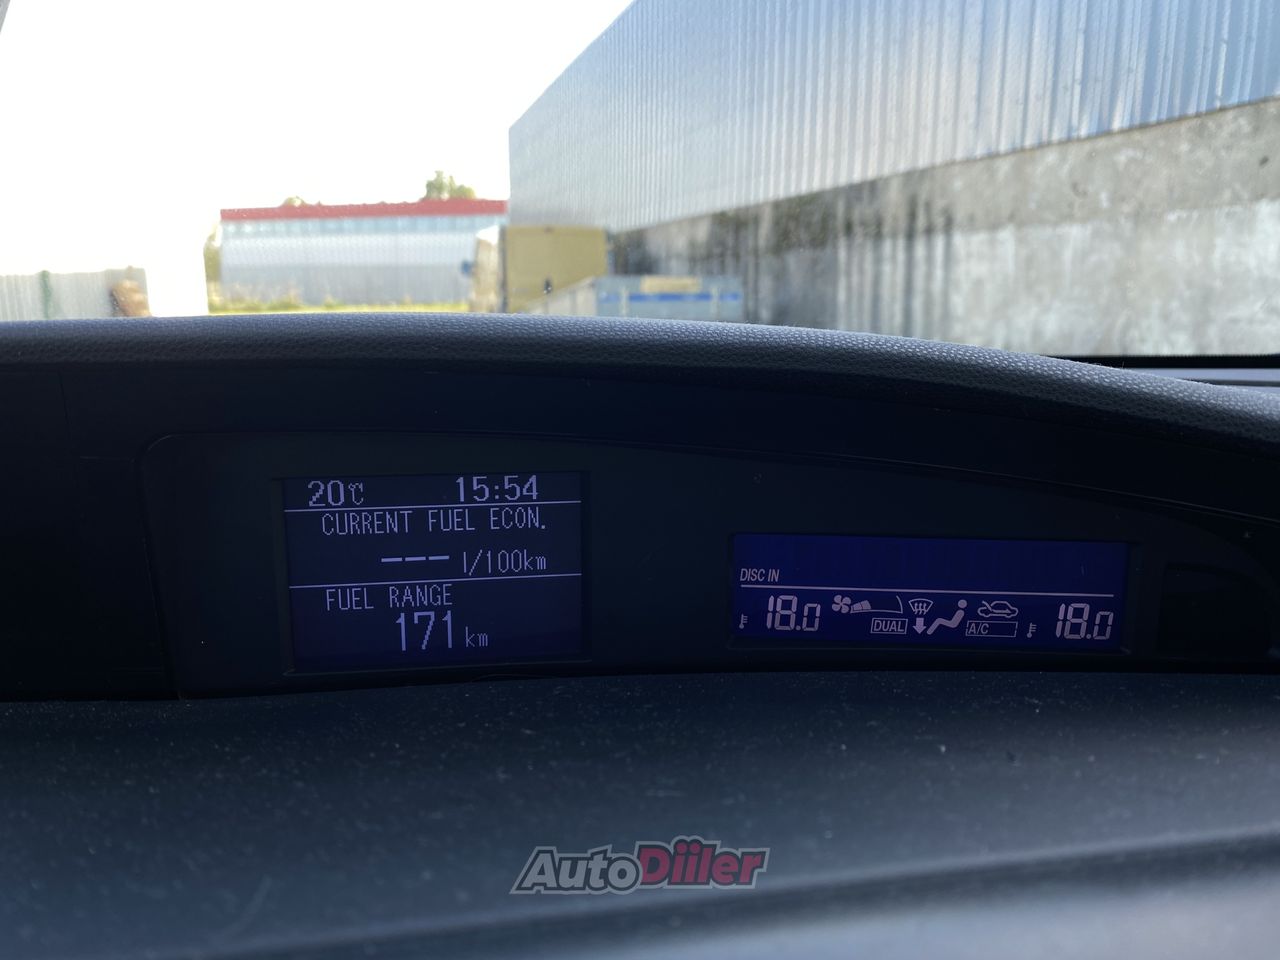 20℃ 15:54
CURRENT FUEL ECON.
--- l/100km
FUEL RANGE
171 km
DISC IN
18.0 DUAL A/C 18.0
AutoDiiler